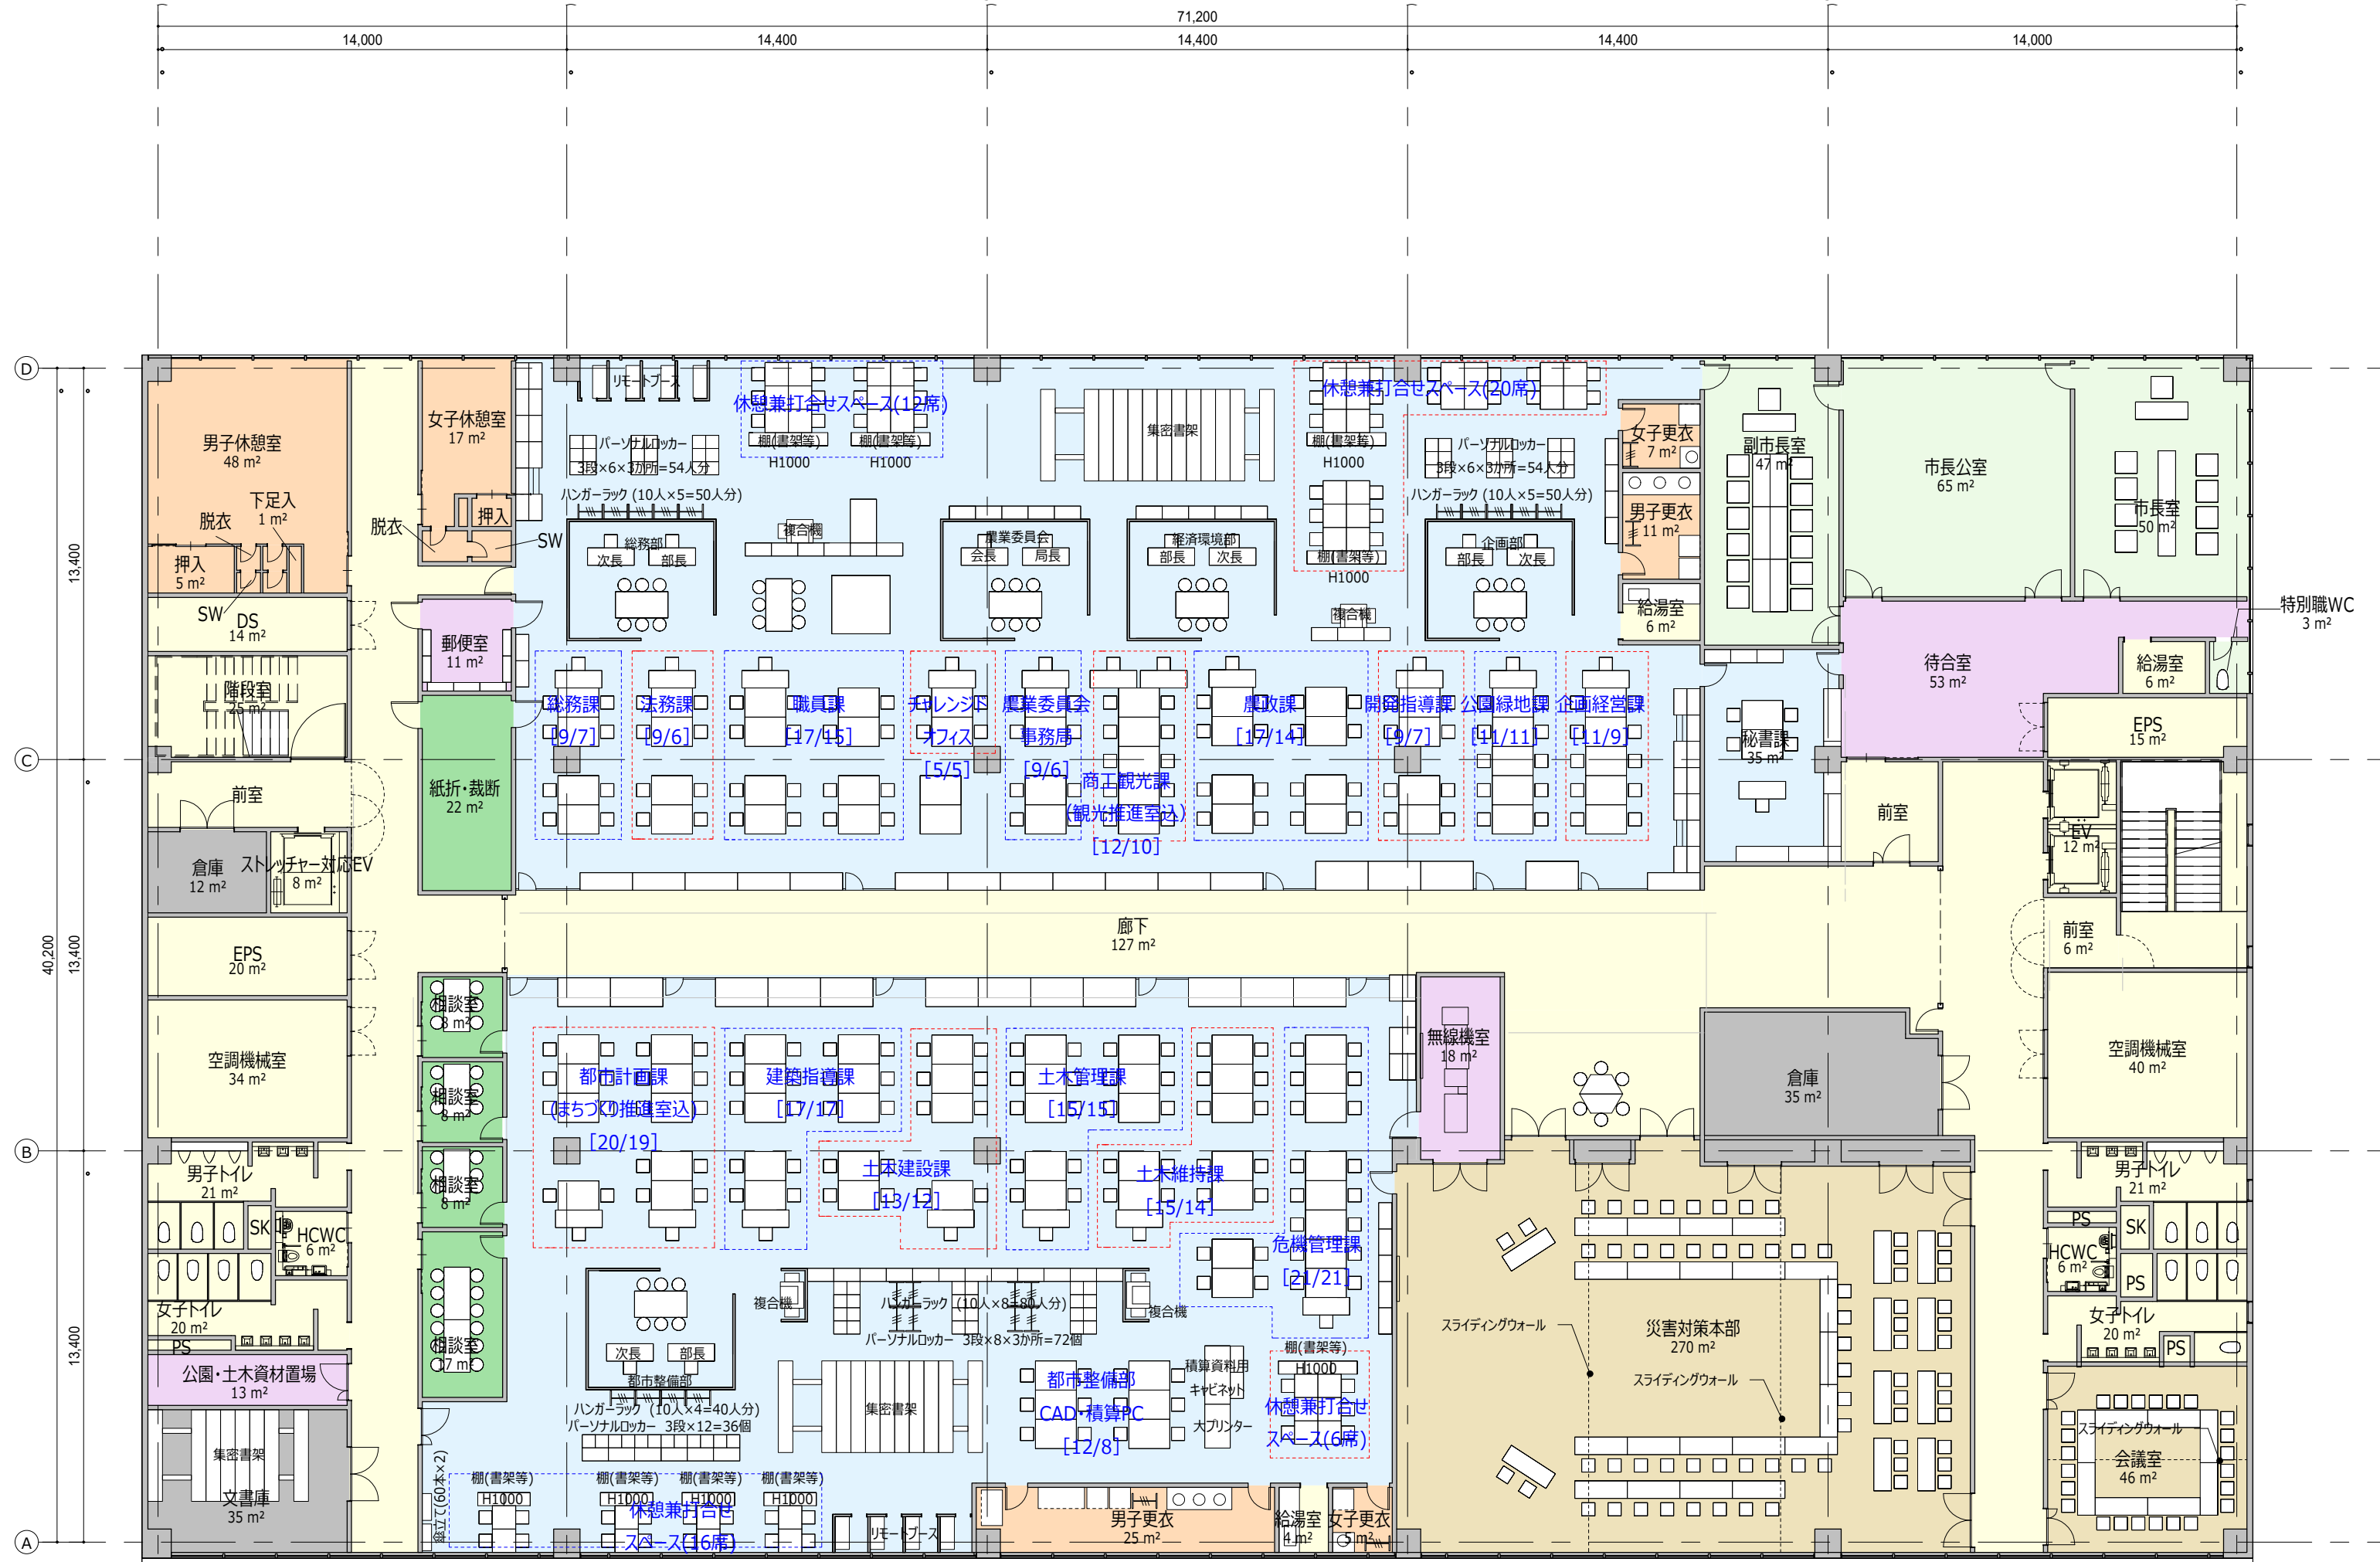 71,200
14,000
14,400
14,400
14,400
14,000
D
C
B
A
13,400
13,400
13,400
40,200
男子休憩室
48 m²
下足入
1 m²
脱衣
押入
5 m²
SW
DS
14 m²
階段室
25 m²
前室
倉庫
12 m²
ストレッチャー対応EV
8 m²
EPS
20 m²
空調機械室
34 m²
男子トイレ
21 m²
SK
HCWC
6 m²
女子トイレ
20 m²
PS
公園・土木資材置場
13 m²
集密書架
文書庫
35 m²
女子休憩室
17 m²
押入
脱衣
SW
郵便室
11 m²
紙折・裁断
22 m²
リモートブース
休憩兼打合せスペース(12席)
棚(書架等)
H1000
棚(書架等)
H1000
パーソナルロッカー
3段×6×3か所=54人分
ハンガーラック (10人×5=50人分)
総務部
次長
部長
複合機
集密書架
農業委員会
会長
局長
経済環境部
部長
次長
休憩兼打合せスペース(20席)
棚(書架等)
H1000
棚(書架等)
H1000
パーソナルロッカー
3段×6×3か所=54人分
ハンガーラック (10人×5=50人分)
企画部
部長
次長
複合機
女子更衣
7 m²
男子更衣
11 m²
給湯室
6 m²
副市長室
47 m²
市長公室
65 m²
市長室
50 m²
特別職WC
3 m²
待合室
53 m²
給湯室
6 m²
EPS
15 m²
秘書課
35 m²
前室
EV
12 m²
前室
6 m²
総務課
[9/7]
法務課
[9/6]
職員課
[17/15]
チャレンジド
オフィス
[5/5]
農業委員会
事務局
[9/6]
商工観光課
(観光推進室込)
[12/10]
農政課
[17/14]
開発指導課
[9/7]
公園緑地課
[11/11]
企画経営課
[11/9]
廊下
127 m²
相談室
8 m²
相談室
8 m²
相談室
8 m²
相談室
17 m²
都市計画課
(まちづくり推進室込)
[20/19]
建築指導課
[17/17]
土木建設課
[13/12]
土木管理課
[15/15]
土木維持課
[15/14]
危機管理課
[21/21]
無線機室
18 m²
倉庫
35 m²
空調機械室
40 m²
男子トイレ
21 m²
PS
SK
HCWC
6 m²
PS
女子トイレ
20 m²
PS
スライディングウォール
会議室
46 m²
スライディングウォール
災害対策本部
270 m²
スライディングウォール
次長
部長
都市整備部
ハンガーラック (10人×4=40人分)
パーソナルロッカー 3段×12=36個
複合機
ハンガーラック (10人×8=80人分)
パーソナルロッカー 3段×8×3か所=72個
複合機
集密書架
都市整備部
CAD・積算PC
[12/8]
積算資料用
キャビネット
大プリンター
棚(書架等)
H1000
休憩兼打合せ
スペース(6席)
傘立て(60本×2)
棚(書架等)
H1000
棚(書架等)
H1000
棚(書架等)
H1000
棚(書架等)
H1000
休憩兼打合せ
スペース(16席)
リモートブース
男子更衣
25 m²
給湯室
4 m²
女子更衣
5 m²